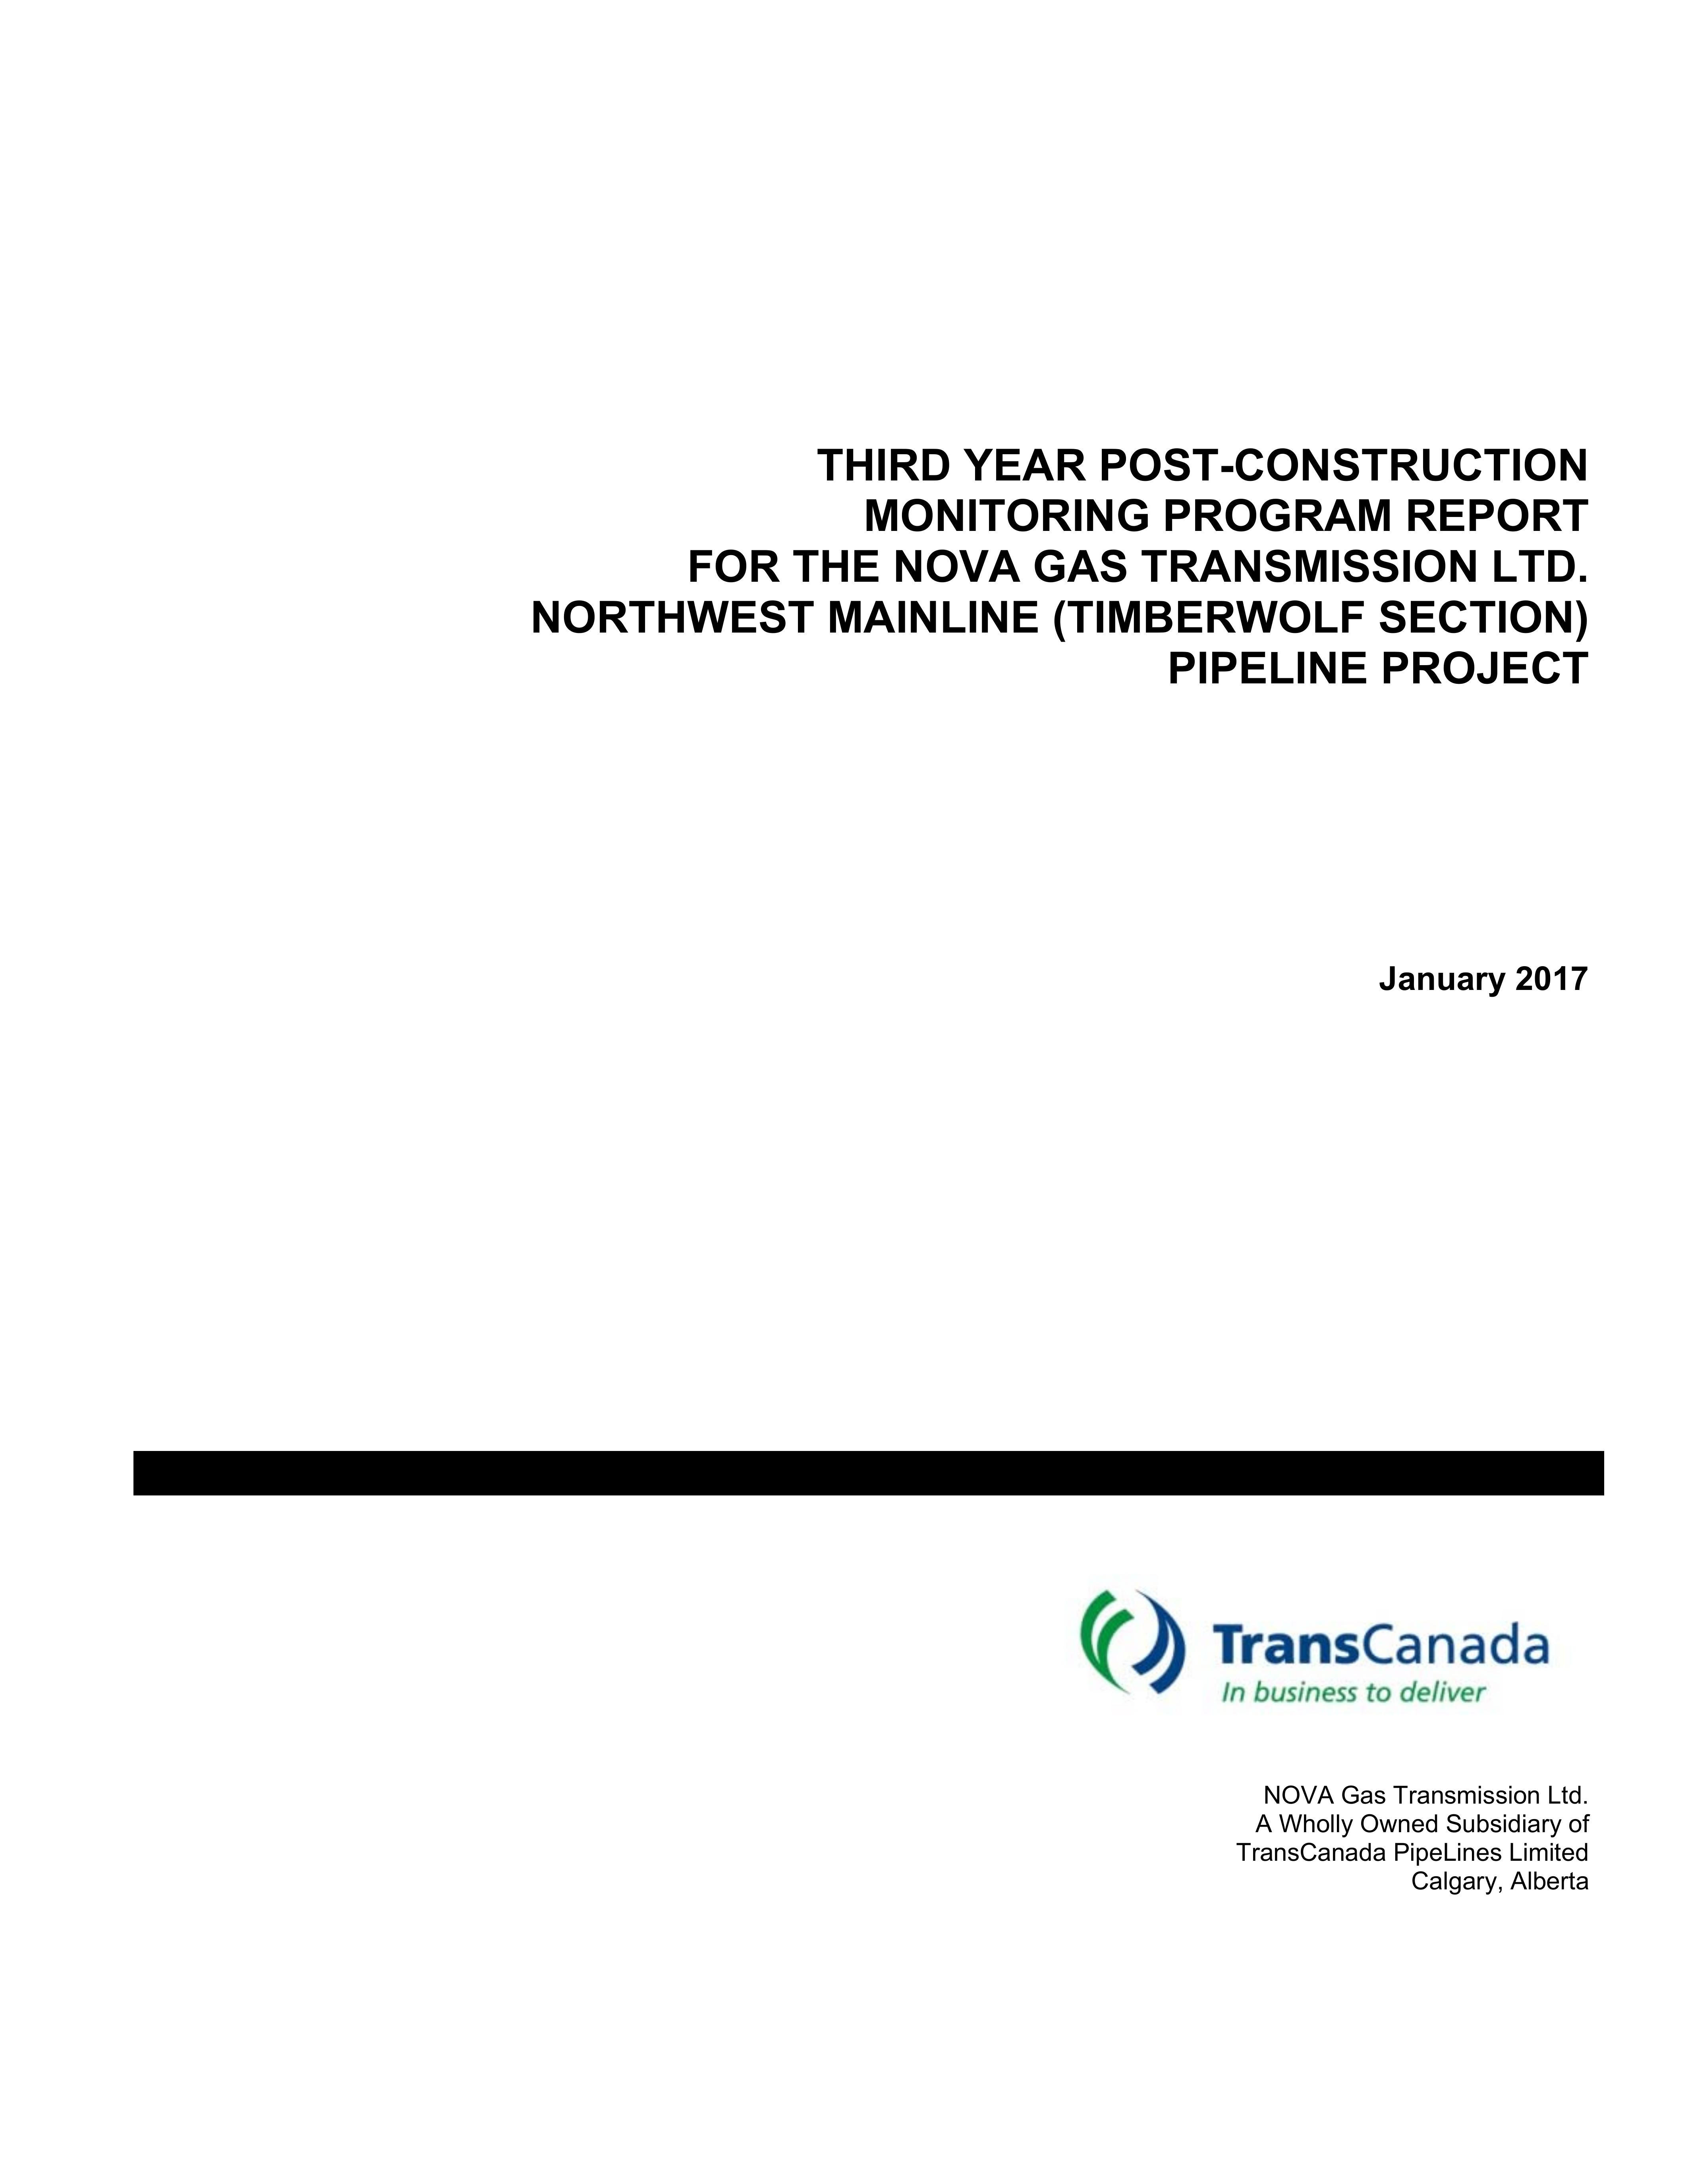 THIRD YEAR POST-CONSTRUCTION
MONITORING PROGRAM REPORT
FOR THE NOVA GAS TRANSMISSION LTD.
NORTHWEST MAINLINE (TIMBERWOLF SECTION)
PIPELINE PROJECT
January 2017
TransCanada
In business to deliver
NOVA Gas Transmission Ltd.
A Wholly Owned Subsidiary of
TransCanada PipeLines Limited
Calgary, Alberta